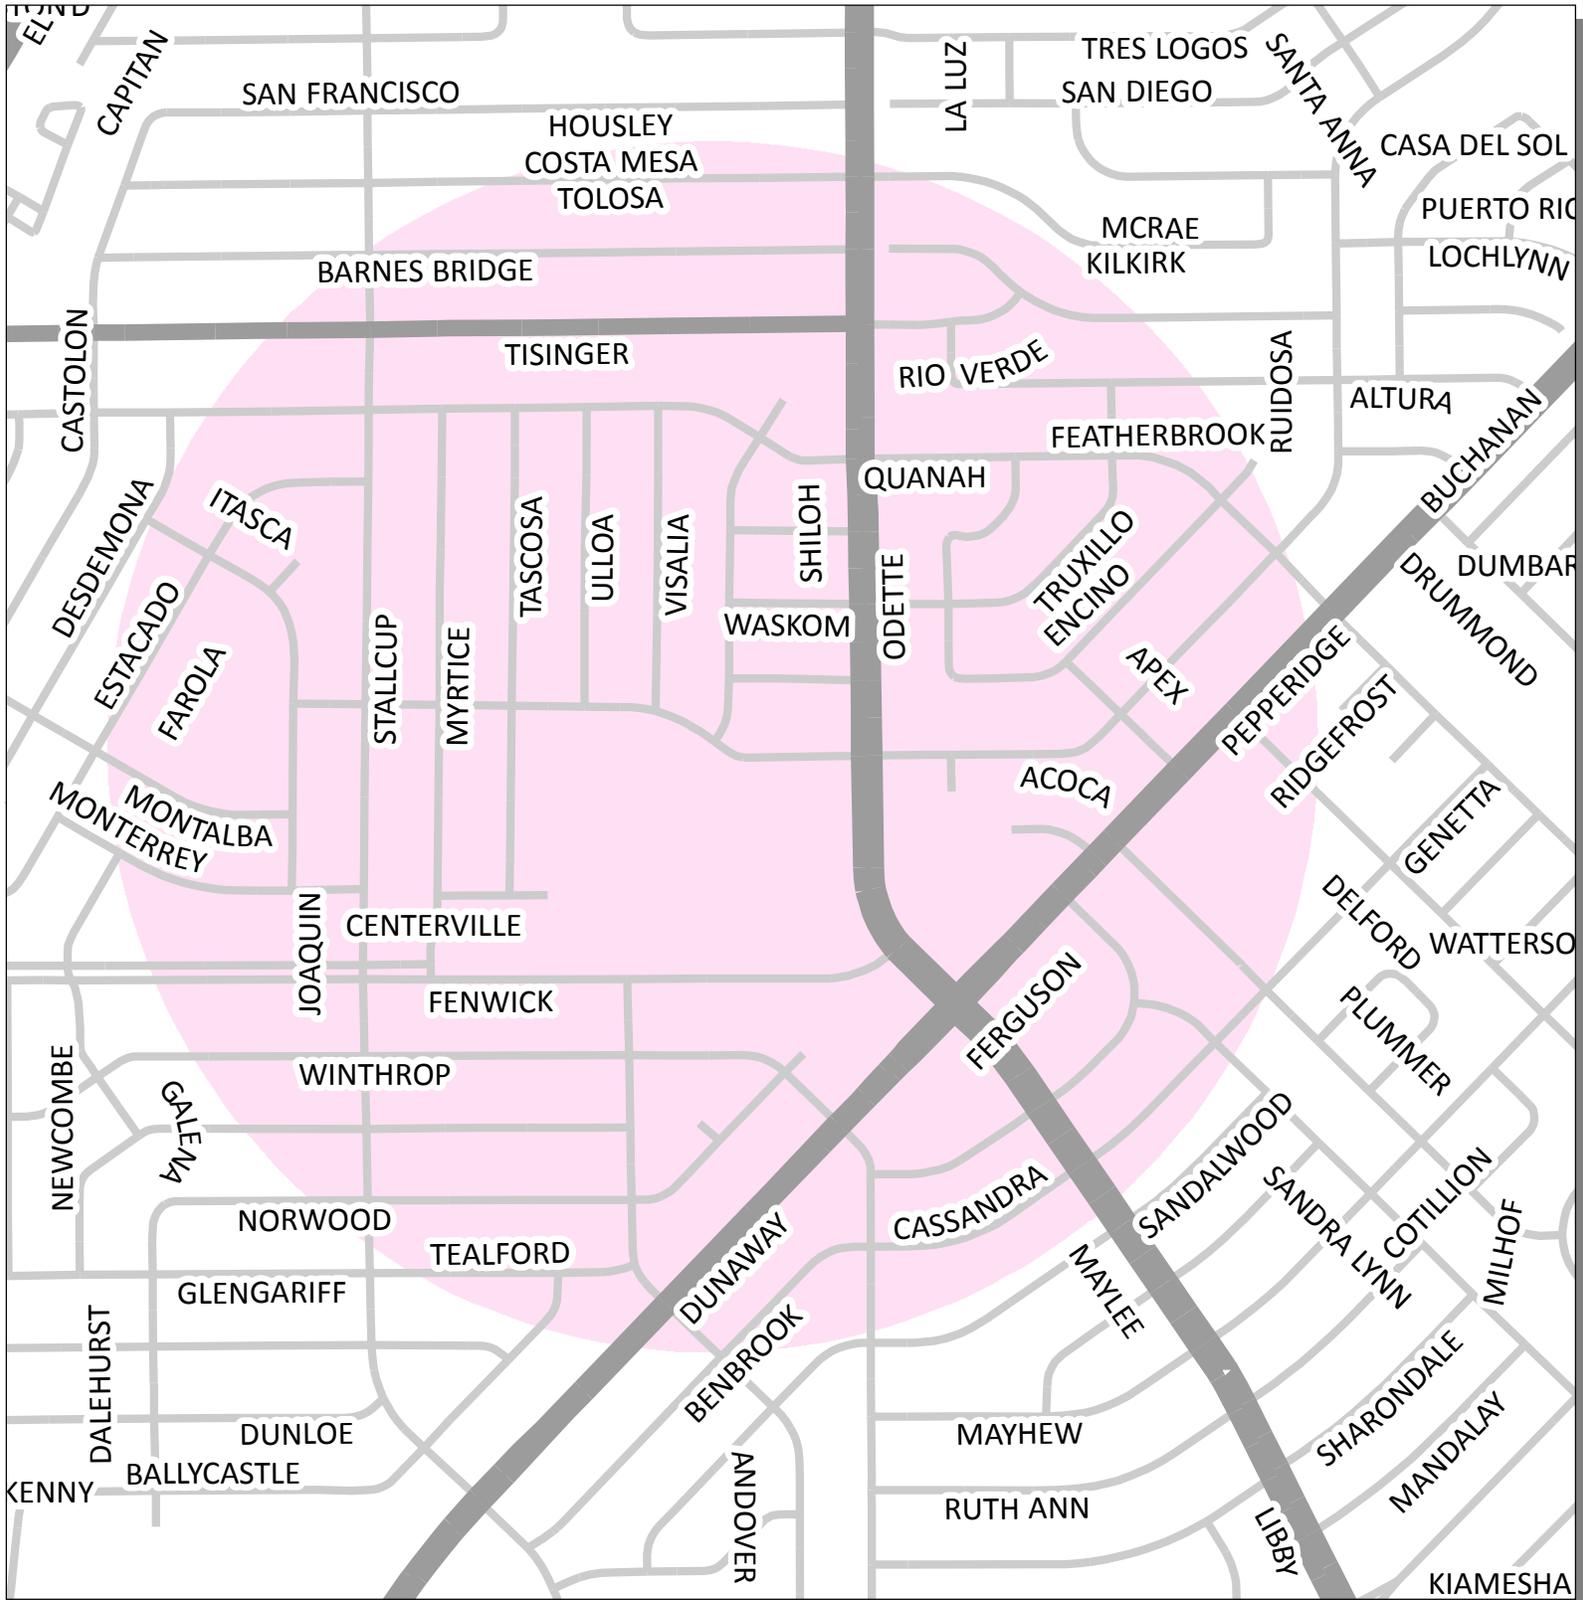 EL
CAPITAN
SAN FRANCISCO
HOUSLEY
COSTA MESA
TOLOSA
LA LUZ
TRES LOGOS
SAN DIEGO
SANTA ANNA
CASA DEL SOL
PUERTO RIC
MCRAE
KILKIRK
LOCHLYNN
BARNES BRIDGE
CASTOLON
TISINGER
RIO VERDE
RUIDOSA
ALTURA
FEATHERBROOK
BUCHANAN
QUANAH
DESDEMONA
ITASCA
TASCOSA
ULLOA
VISALIA
SHILOH
ODETTE
TRUXILLO
ENCINO
DUMBAR
DRUMMOND
ESTACADO
FAROLA
STALLCUP
MYRTICE
WASKOM
APEX
PEPPERIDGE
RIDGEFROST
ACOCA
MONTALBA
MONTERREY
GENETTA
JOAQUIN
CENTERVILLE
DELFORD
WATTERSO
FENWICK
FERGUSON
PLUMMER
NEWCOMBE
WINTHROP
GALENA
SANDALWOOD
NORWOOD
CASSANDRA
SANDRA LYNN
COTILLION
MILHOF
TEALFORD
DUNAWAY
MAYLEE
GLENGARIFF
DALEHURST
BENBROOK
SHARONDALE
MANDALAY
DUNLOE
MAYHEW
BALLYCASTLE
KENNY
ANDOVER
RUTH ANN
LIBBY
KIAMESHA